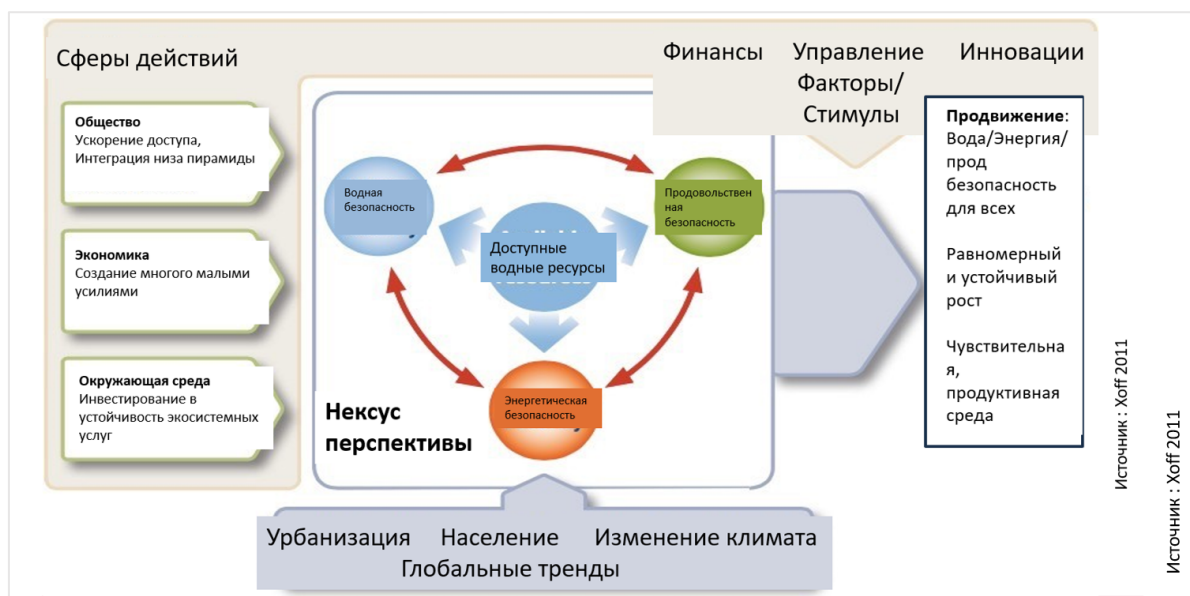 Сферы действий
Финансы Управление Инновации
Факторы/
Стимулы
Общество
Ускорение доступа,
Интеграция низа пирамиды
Экономика
Создание многого малыми
усилиями
Окружающая среда
Инвестирование в
устойчивость экосистемных
услуг
Водная
безопасность
Продовольствен
ная
безопасность
Доступные
водные ресурсы
Энергетическая
безопасность
Нексус
перспективы
Продвижение:
Вода/Энергия/
прод
безопасность
для всех
Равномерный
и устойчивый
рост
Чувствительна
я,
продуктивная
среда
Урбанизация Население Изменение климата
Глобальные тренды
Источник : Xoff 2011
Источник : Xoff 2011